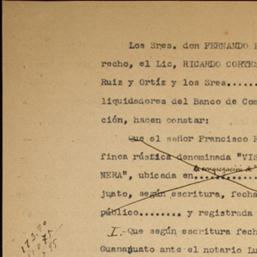 Los Sres. don FERNANDO
recho, el Lic, RICARDO CORTE
Ruiz y Ortíz y los Sres.......
liquidadores del Banco de Com
ción, hacen constar:
Que el señor Francisco
finca rústica denominada "VIS
NERA", ubicada en............
juato, según escritura, fecha
público........ y registrada
I.- Que según escritura fech
Guanajuato ante el notario Lu